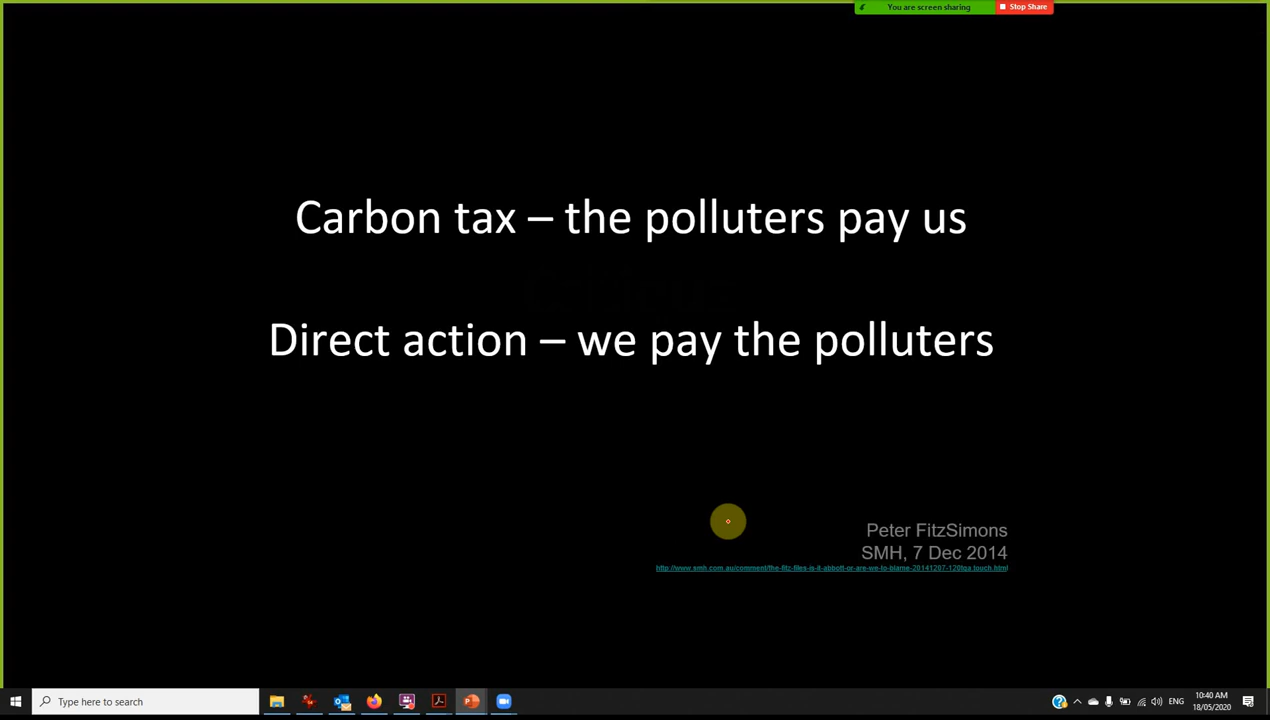 You are screen sharing
Stop Share
Carbon tax – the polluters pay us
Direct action – we pay the polluters
Peter FitzSimons
SMH, 7 Dec 2014
http://www.smh.com.au/comment/the-fitz-files-is-it-abbott-or-are-we-to-blame-20141207-120tqa.touch.html
Type here to search
ENG
10:40 AM
18/05/2020